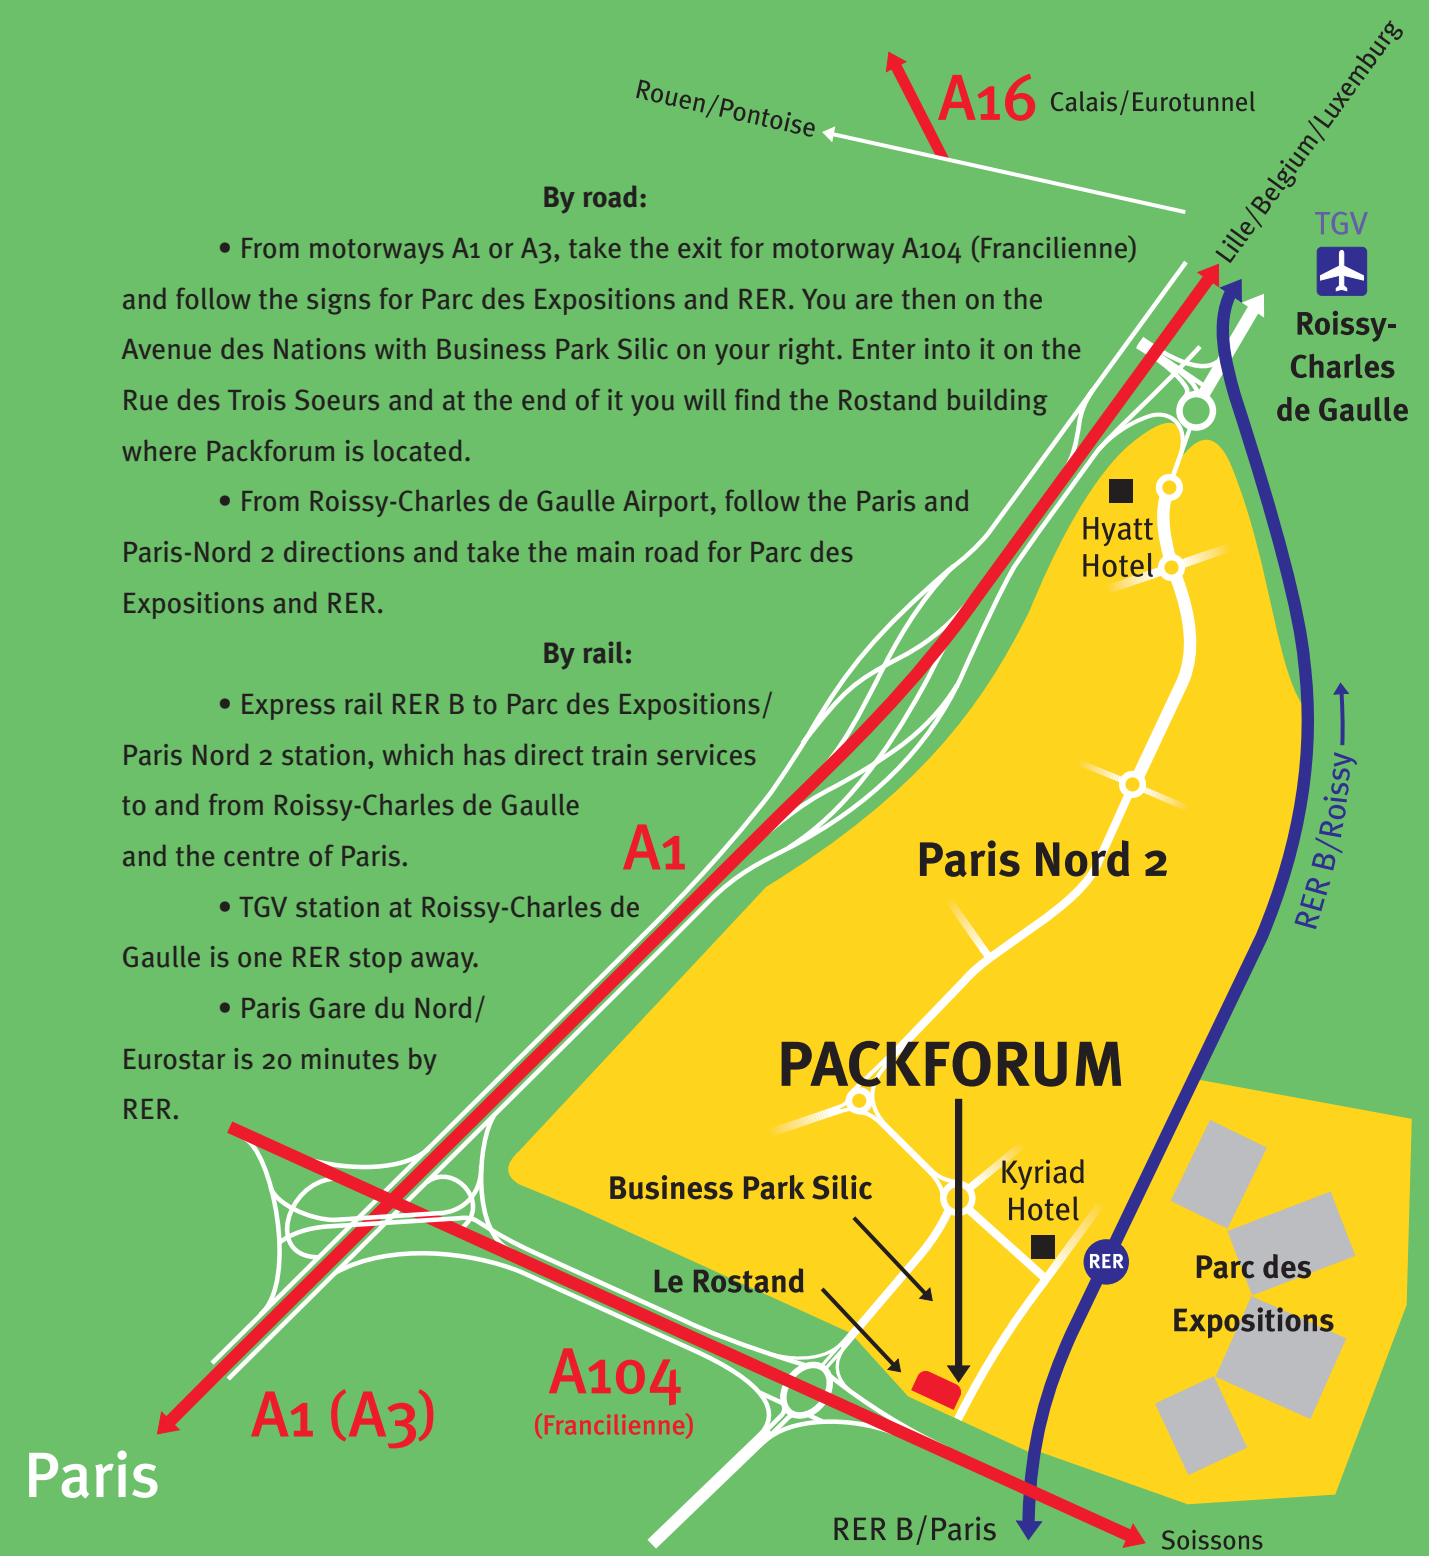 A16 Calais/Eurotunnel
Rouen/Pontoise
Lille/Belgium/Luxemburg
TGV
Roissy-
Charles
de Gaulle
By road:
• From motorways A1 or A3, take the exit for motorway A104 (Francilienne)
and follow the signs for Parc des Expositions and RER. You are then on the
Avenue des Nations with Business Park Silic on your right. Enter into it on the
Rue des Trois Soeurs and at the end of it you will find the Rostand building
where Packforum is located.
• From Roissy-Charles de Gaulle Airport, follow the Paris and
Paris-Nord 2 directions and take the main road for Parc des
Expositions and RER.
By rail:
• Express rail RER B to Parc des Expositions/
Paris Nord 2 station, which has direct train services
to and from Roissy-Charles de Gaulle
and the centre of Paris.
• TGV station at Roissy-Charles de
Gaulle is one RER stop away.
• Paris Gare du Nord/
Eurostar is 20 minutes by
RER.
Hyatt
Hotel
A1
Paris Nord 2
RER B/Roissy
PACKFORUM
Business Park Silic
Kyriad
Hotel
Le Rostand
RER
Parc des
Expositions
A104
(Francilienne)
A1 (A3)
Paris
RER B/Paris
Soissons